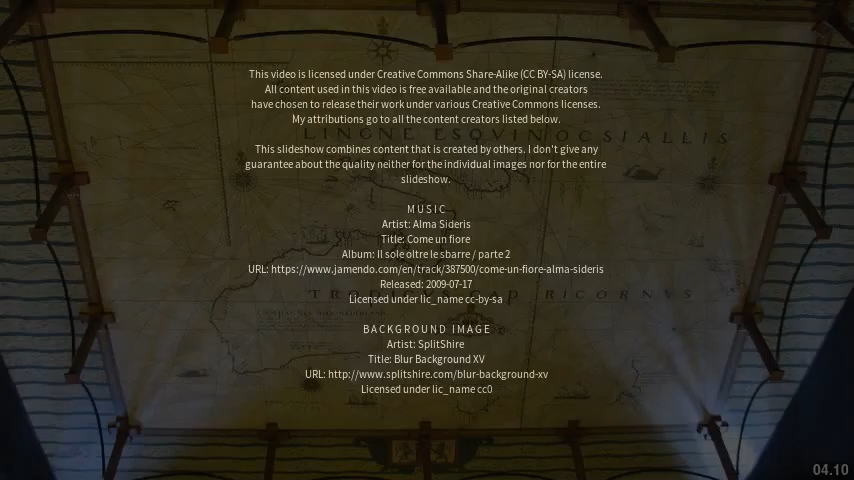 This video is licensed under Creative Commons Share-Alike (CC BY-SA) license.
All content used in this video is free available and the original creators
have chosen to release their work under various Creative Commons licenses.
My attributions go to all the content creators listed below.
LINGNE ESQVINOCSIALLIS
This slideshow combines content that is created by others. I don't give any
guarantee about the quality neither for the individual images nor for the entire
slideshow.
MUSIC
Artist: Alma Sideris
Title: Come un fiore
Album: Il sole oltre le sbarre / parte 2
URL: https://www.jamendo.com/en/track/387500/come-un-fiore-alma-sideris
Released: 2009-07-17
TROPICVS CAP RICORNVS
Licensed under lic_name cc-by-sa
BACKGROUND IMAGE
Artist: SplitShire
Title: Blur Background XV
URL: http://www.splitshire.com/blur-background-xv
Licensed under lic_name cc0
04.10